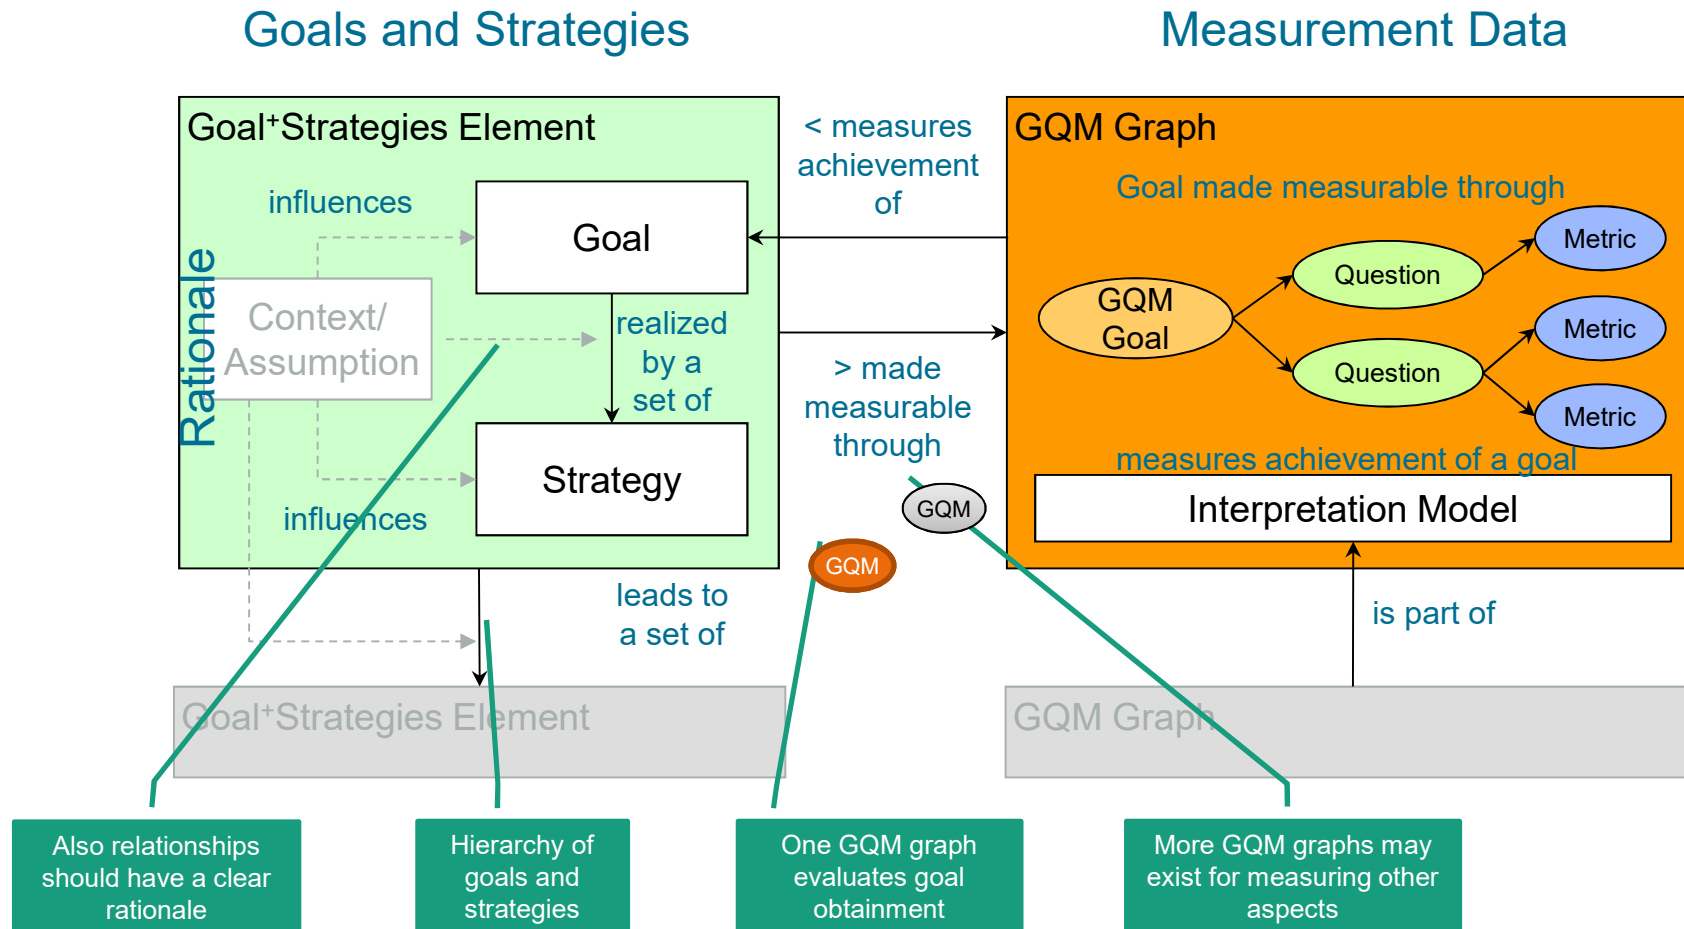 Goals and Strategies
Measurement Data
Goal+Strategies Element
influences
Goal
Rationale
Context/
Assumption
realized
by a
set of
Strategy
influences
< measures
achievement
of
> made
measurable
through
GQM Graph
Goal made measurable through
GQM
Goal
Question
Question
Metric
Metric
Metric
measures achievement of a goal
Interpretation Model
GQM
GQM
leads to
a set of
is part of
Goal+Strategies Element
GQM Graph
Also relationships
should have a clear
rationale
Hierarchy of
goals and
strategies
One GQM graph
evaluates goal
obtainment
More GQM graphs may
exist for measuring other
aspects